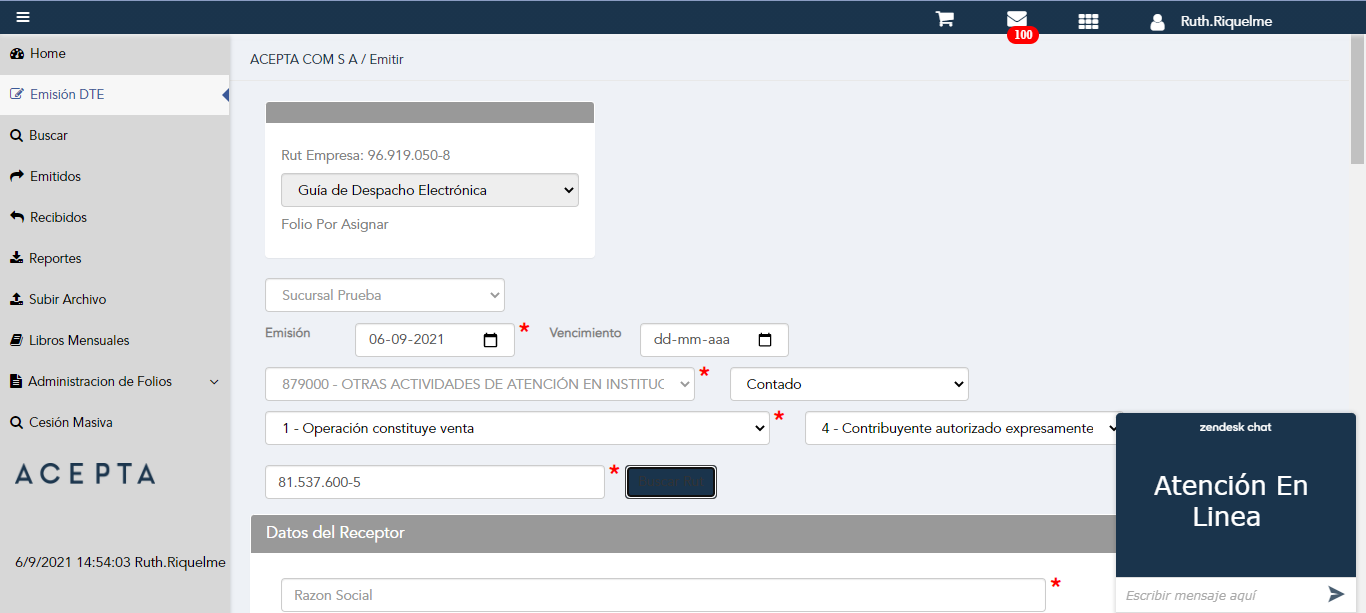 Ruth.Riquelme
100
Home
Emisión DTE
Buscar
Emitidos
Recibidos
Reportes
Subir Archivo
Libros Mensuales
Administracion de Folios
Cesión Masiva
ACEPTA
6/9/2021 14:54:03 Ruth.Riquelme
ACEPTA COM S A / Emitir
Rut Empresa: 96.919.050-8
Guía de Despacho Electrónica
Folio Por Asignar
Sucursal Prueba
Emisión 06-09-2021 * Vencimiento dd-mm-aaa
879000 - OTRAS ACTIVIDADES DE ATENCIÓN EN INSTITUC * Contado
1 - Operación constituye venta * 4 - Contribuyente autorizado expresamente
81.537.600-5 *
Datos del Receptor
Razon Social *
zendesk chat
Atención En
Linea
Escribir mensaje aquí